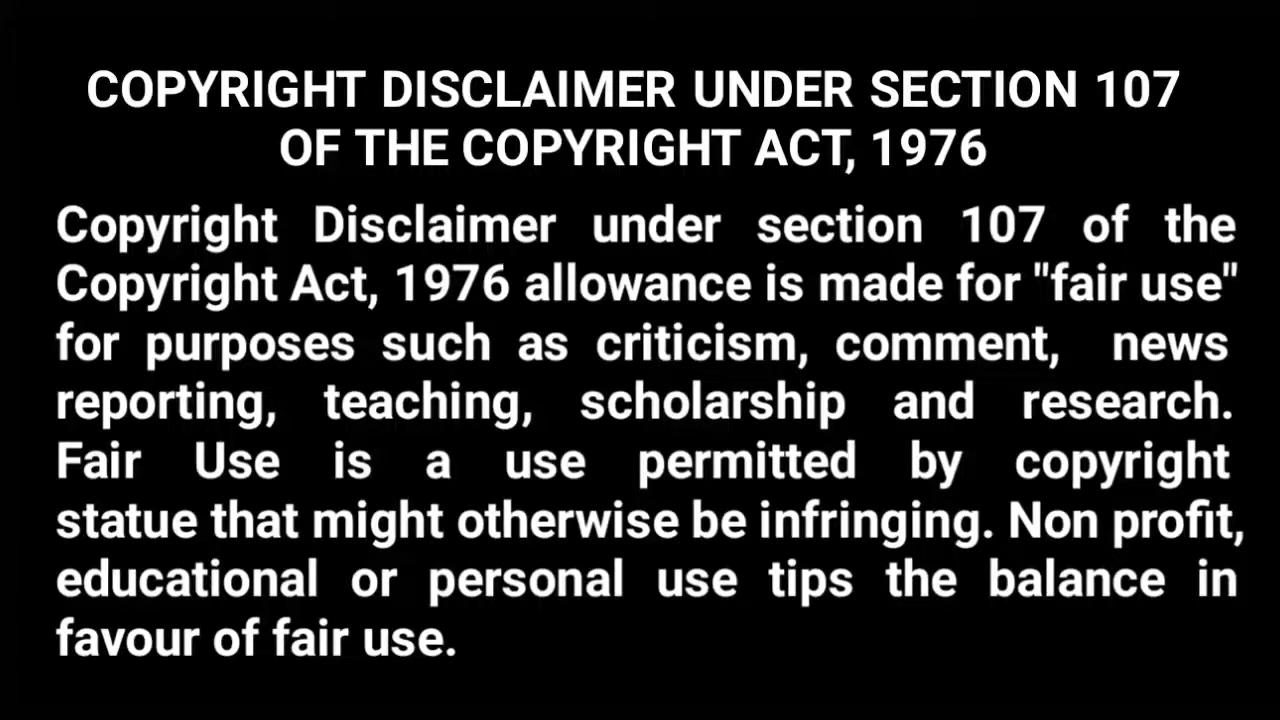 COPYRIGHT DISCLAIMER UNDER SECTION 107
OF THE COPYRIGHT ACT, 1976
Copyright Disclaimer under section 107 of the
Copyright Act, 1976 allowance is made for "fair use"
for purposes such as criticism, comment, news
reporting, teaching, scholarship and research.
Fair Use is a use permitted by copyright
statue that might otherwise be infringing. Non profit,
educational or personal use tips the balance in
favour of fair use.